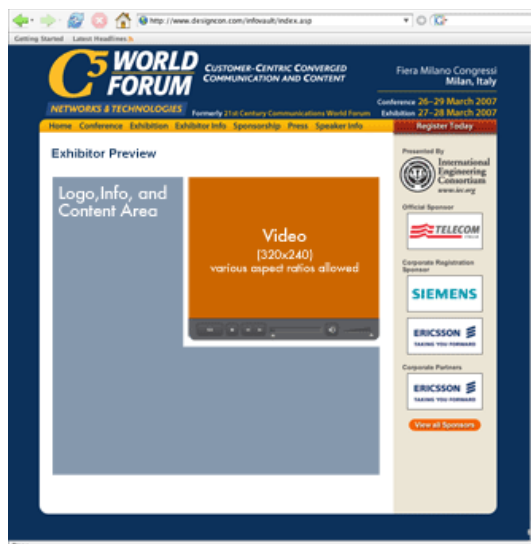 http://www.designcon.com/infovault/index.asp
Getting Started Latest Headlines
C5 WORLD FORUM
CUSTOMER-CENTRIC CONVERGED
COMMUNICATION AND CONTENT
NETWORKS & TECHNOLOGIES
Formerly 21st Century Communications World Forum
Fiera Milano Congressi
Milan, Italy
Conference 26–29 March 2007
Exhibition 27–28 March 2007
Home Conference Exhibition Exhibitor Info Sponsorship Press Speaker Info
Register Today
Exhibitor Preview
Logo,Info, and
Content Area
Video
(320x240)
various aspect ratios allowed
Presented By
International
Engineering
Consortium
www.iec.org
Official Sponsor
TELECOM
Corporate Registration
Sponsor
SIEMENS
ERICSSON
TAKING YOU FORWARD
Corporate Partners
ERICSSON
TAKING YOU FORWARD
View all Sponsors